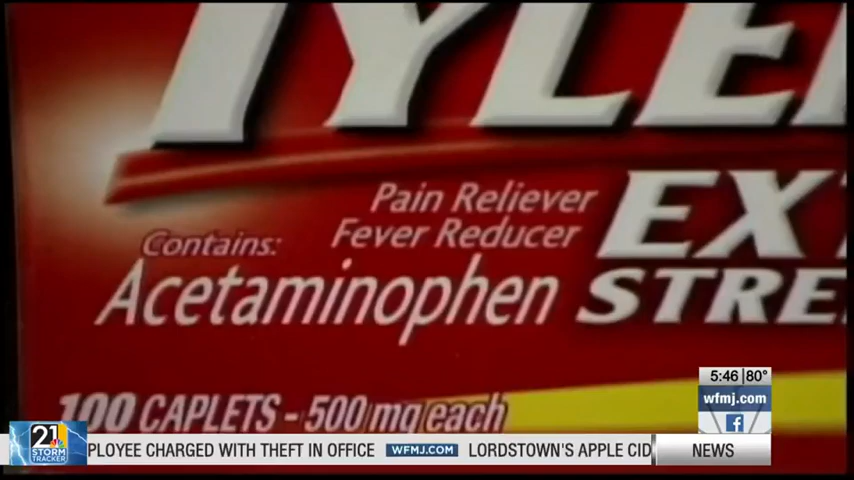 TYLE
Pain Reliever
Fever Reducer
EXT
Contains:
Acetaminophen
STRE
100 CAPLETS - 500 mg each
5:46 80°
wfmj.com
f
21
STORM
TRACKER
PLOYEE CHARGED WITH THEFT IN OFFICE WFMJ.COM LORDSTOWN'S APPLE CID
NEWS